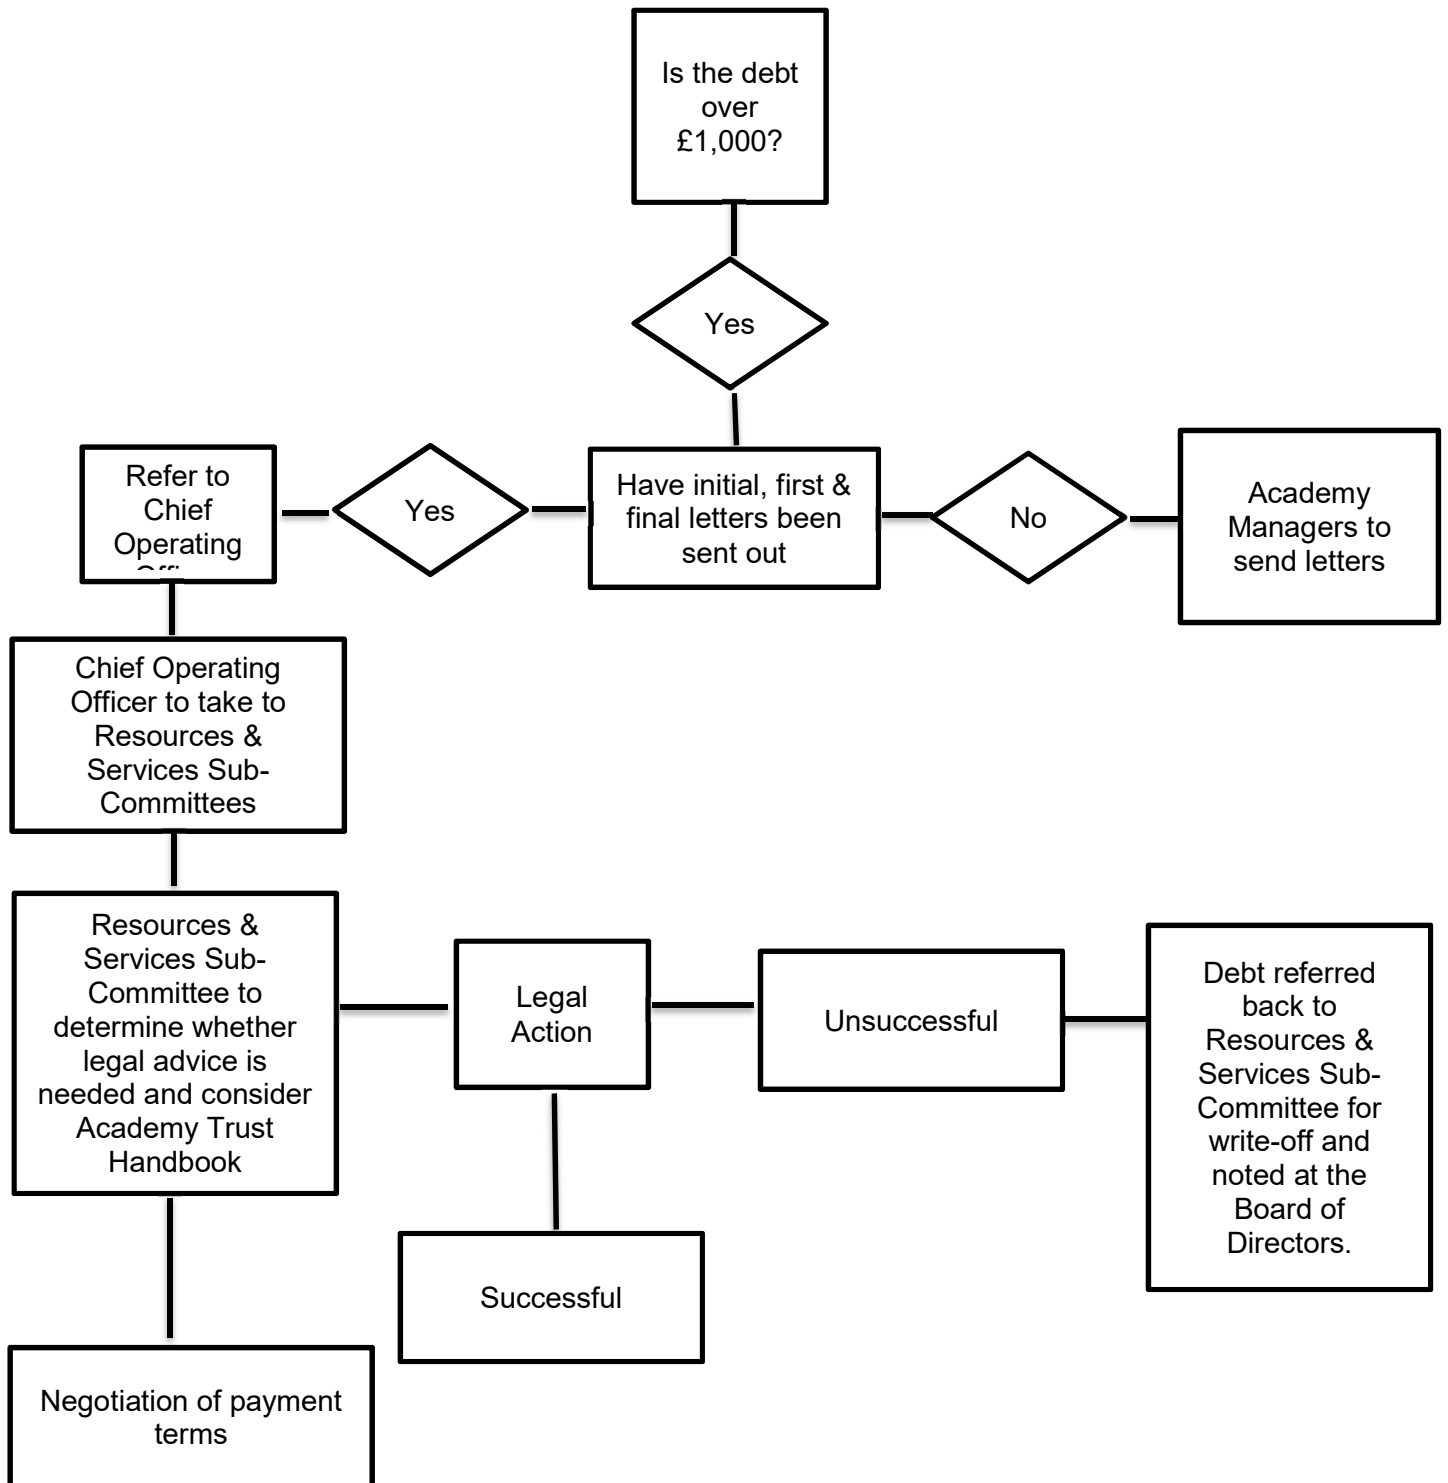 Is the debt
over
£1,000?
Yes
Refer to
Chief
Operating
Yes
Have initial, first &
final letters been
sent out
No
Academy
Managers to
send letters
Chief Operating
Officer to take to
Resources &
Services Sub-
Committees
Resources &
Services Sub-
Committee to
determine whether
legal advice is
needed and consider
Academy Trust
Handbook
Legal
Action
Unsuccessful
Debt referred
back to
Resources &
Services Sub-
Committee for
write-off and
noted at the
Board of
Directors.
Successful
Negotiation of payment
terms